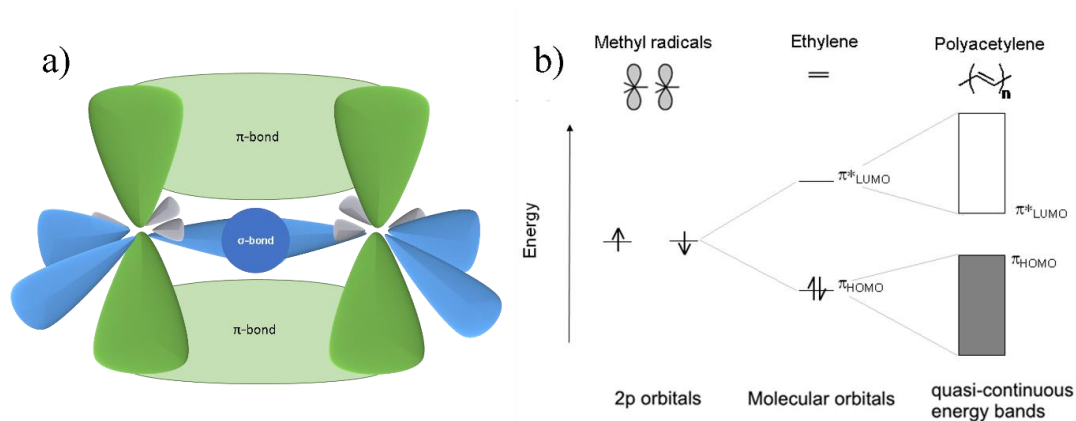 a)
π-bond
σ-bond
π-bond
b)
Methyl radicals
Ethylene
Polyacetylene
n
Energy
π*LUMO
π*LUMO
πHOMO
πHOMO
2p orbitals
Molecular orbitals
quasi-continuous
energy bands